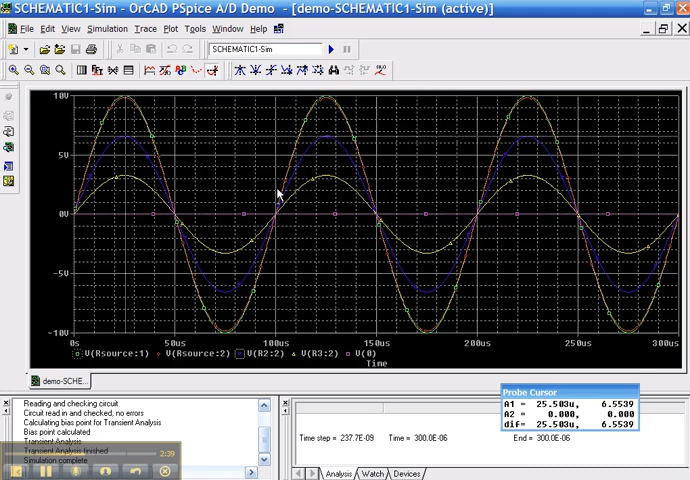 SCHEMATIC1-Sim - OrCAD PSpice A/D Demo - [demo-SCHEMATIC1-Sim (active)]
File Edit View Simulation Trace Plot Tools Window Help
SCHEMATIC1-Sim
10V
5V
0V
-5V
-10V
0s 50us 100us 150us 200us 250us 300us
V(Rsource:1) V(Rsource:2) V(R2:2) V(R3:2) V(0)
Time
demo-SCHE...
Probe Cursor
A1 = 25.503u, 6.5539
A2 = 0.000, 0.000
dif= 25.503u, 6.5539
Reading and checking circuit
Circuit read in and checked, no errors
Calculating bias point for Transient Analysis
Bias point calculated
Transient Analysis
Transient Analysis finished
Simulation complete
Time step = 237.7E-09 Time = 300.0E-06 End = 300.0E-06
2:39
Analysis Watch Devices